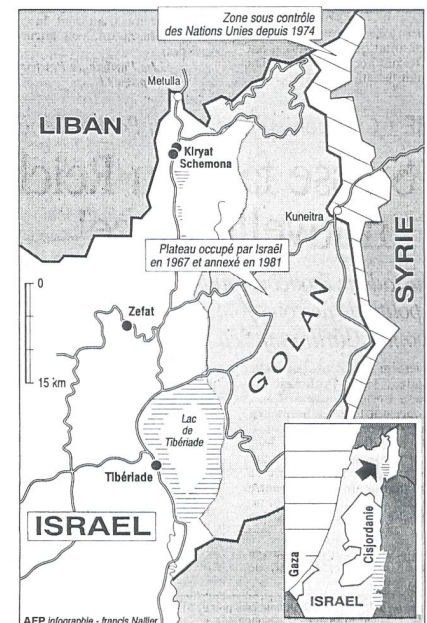 Zone sous contrôle
des Nations Unies depuis 1974
Metulla
LIBAN
Kiryat
Schemona
Kuneitra
SYRIE
Plateau occupé par Israël
en 1967 et annexé en 1981
0
Zefat
GOLAN
15 km
Lac
de
Tibériade
Tibériade
ISRAEL
Gaza
Cisjordanie
ISRAEL
AFP infographie - francis Nallier